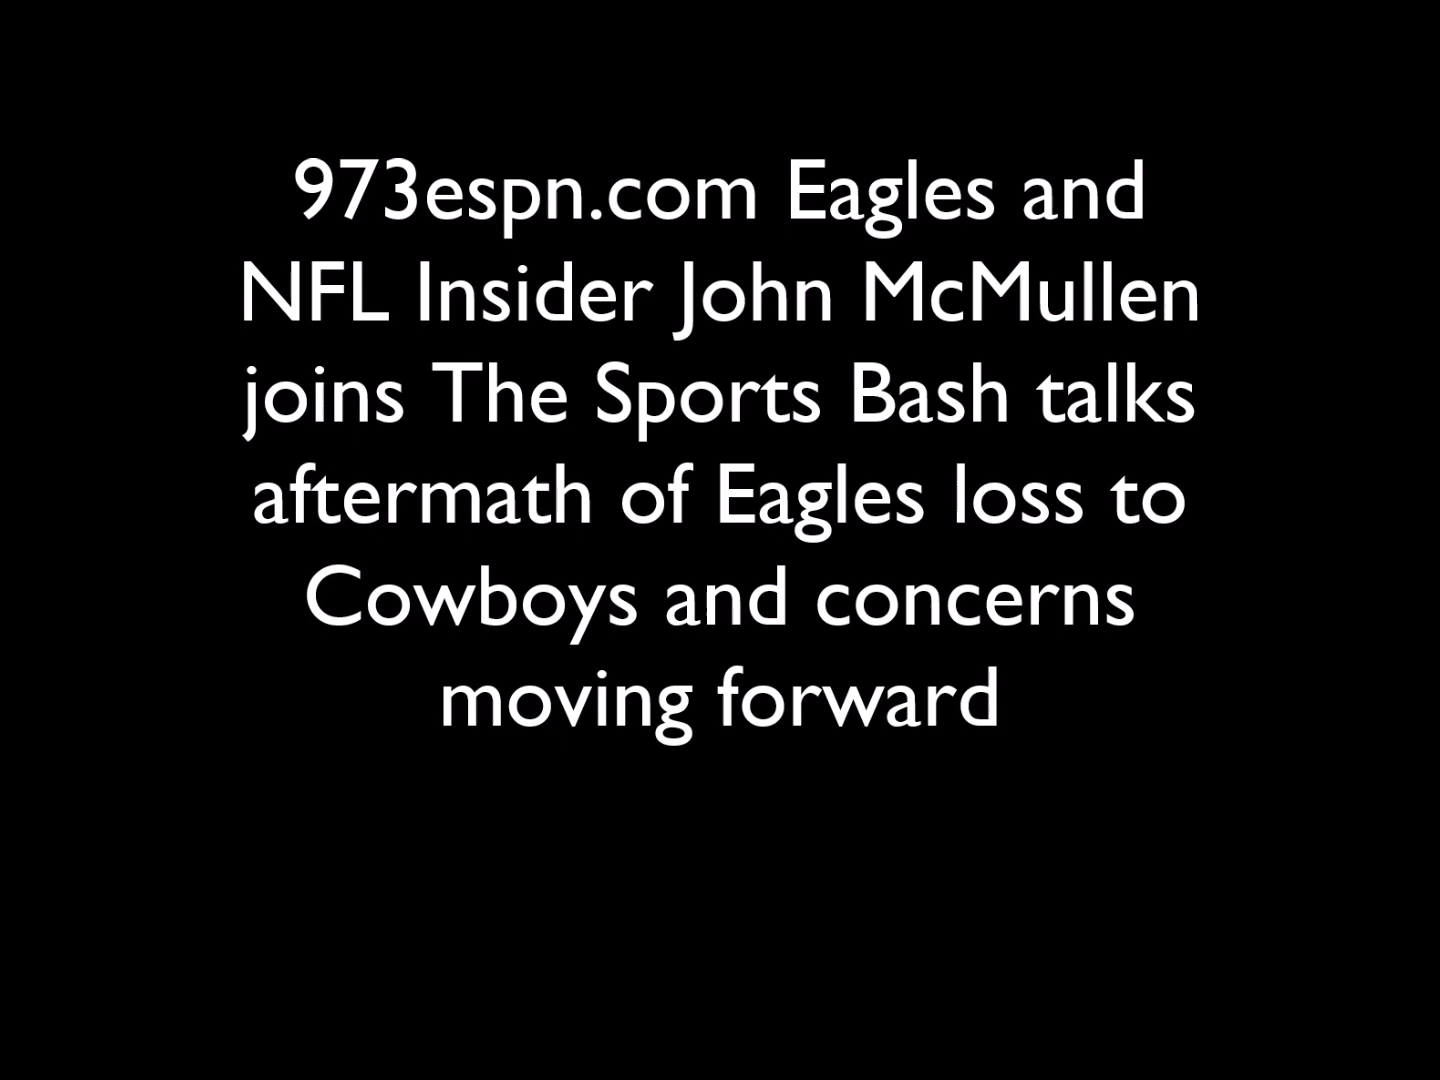 973espn.com Eagles and
NFL Insider John McMullen
joins The Sports Bash talks
aftermath of Eagles loss to
Cowboys and concerns
moving forward